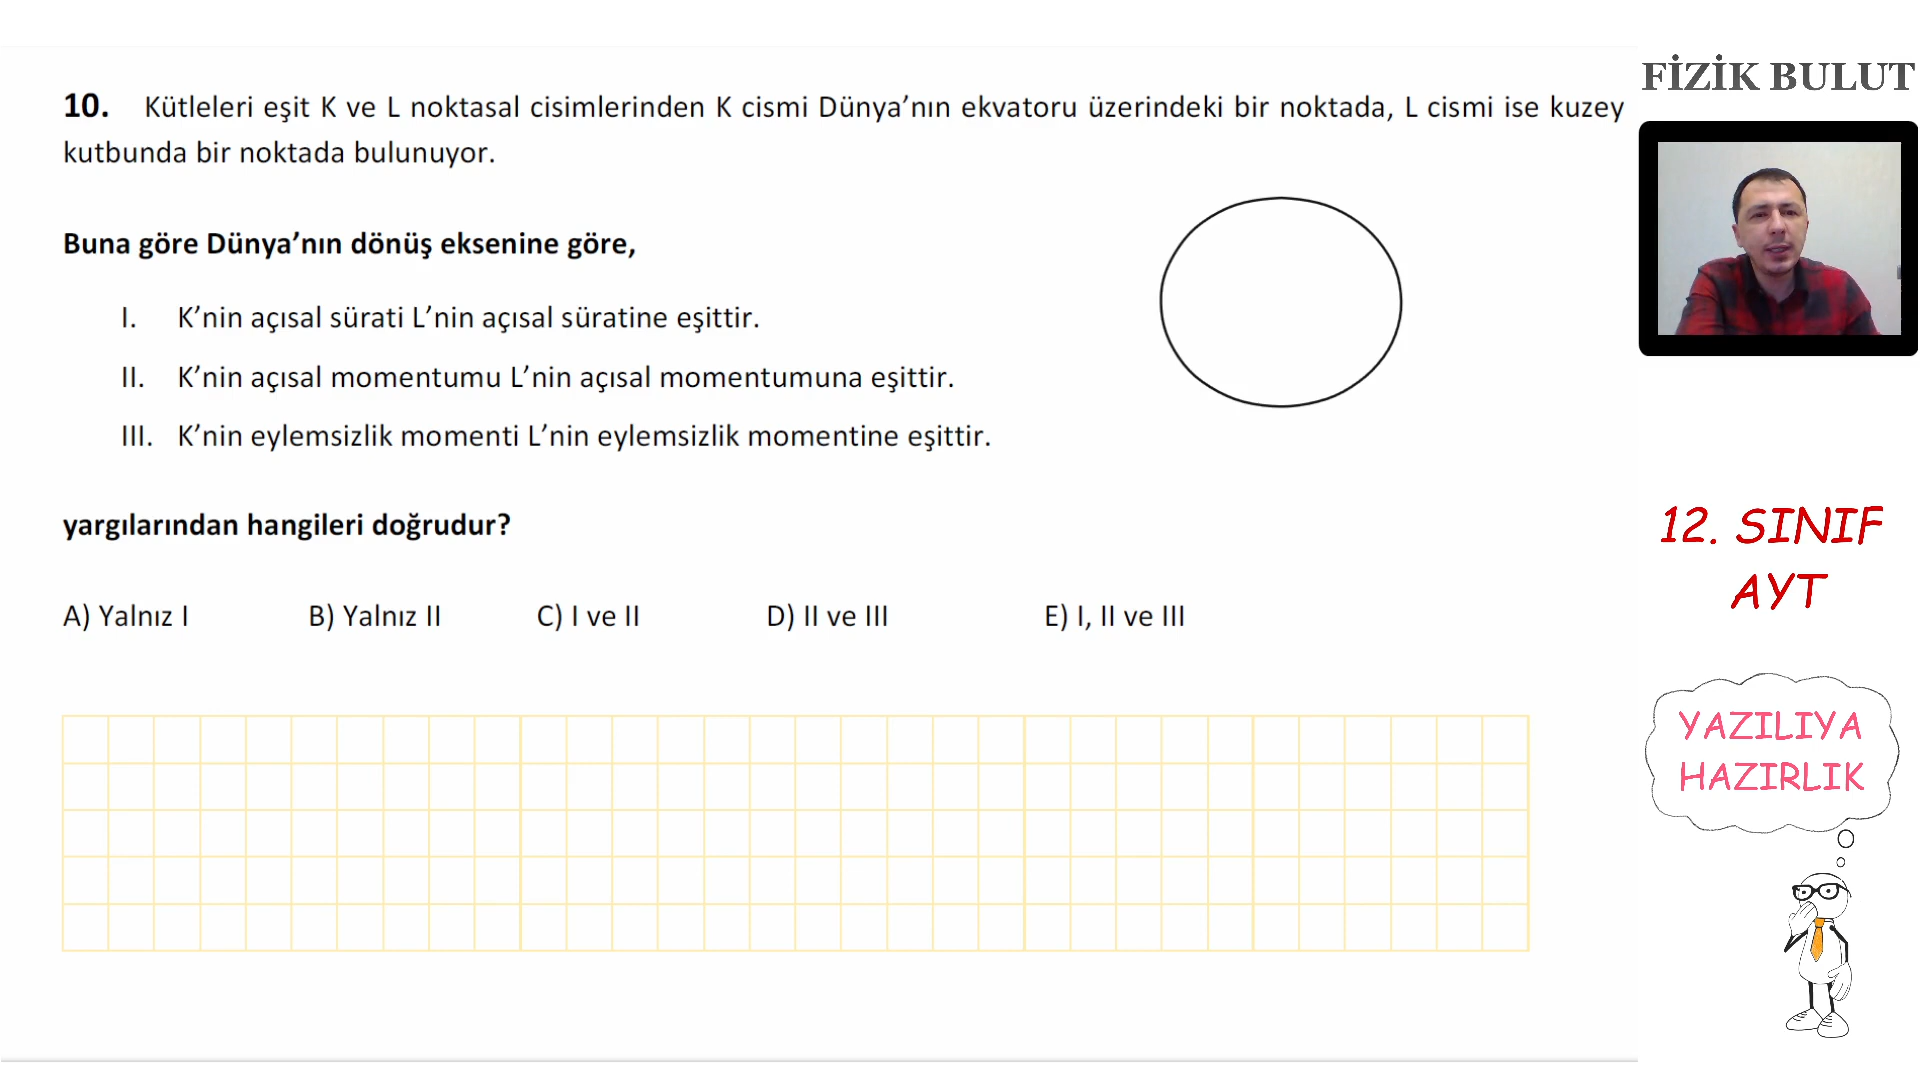 FİZİK BULUT
10. Kütleleri eşit K ve L noktasal cisimlerinden K cismi Dünya’nın ekvatoru üzerindeki bir noktada, L cismi ise kuzey
kutbunda bir noktada bulunuyor.
Buna göre Dünya’nın dönüş eksenine göre,
I. K’nin açısal sürati L’nin açısal süratine eşittir.
II. K’nin açısal momentumu L’nin açısal momentumuna eşittir.
III. K’nin eylemsizlik momenti L’nin eylemsizlik momentine eşittir.
yargılarından hangileri doğrudur?
A) Yalnız I B) Yalnız II C) I ve II D) II ve III E) I, II ve III
12. SINIF
AYT
YAZILIYA
HAZIRLIK